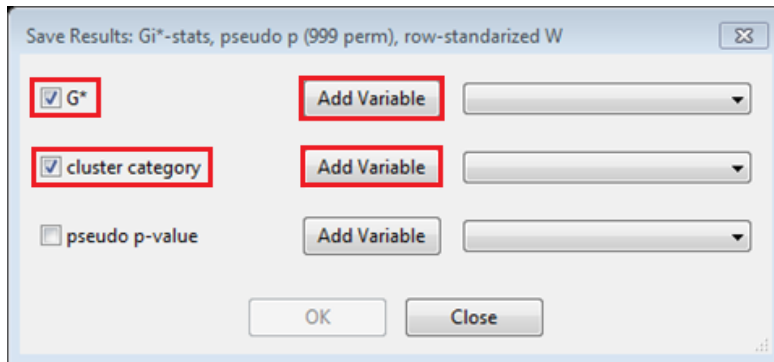 Save Results: Gi*-stats, pseudo p (999 perm), row-standarized W
G* Add Variable
cluster category Add Variable
pseudo p-value Add Variable
OK Close